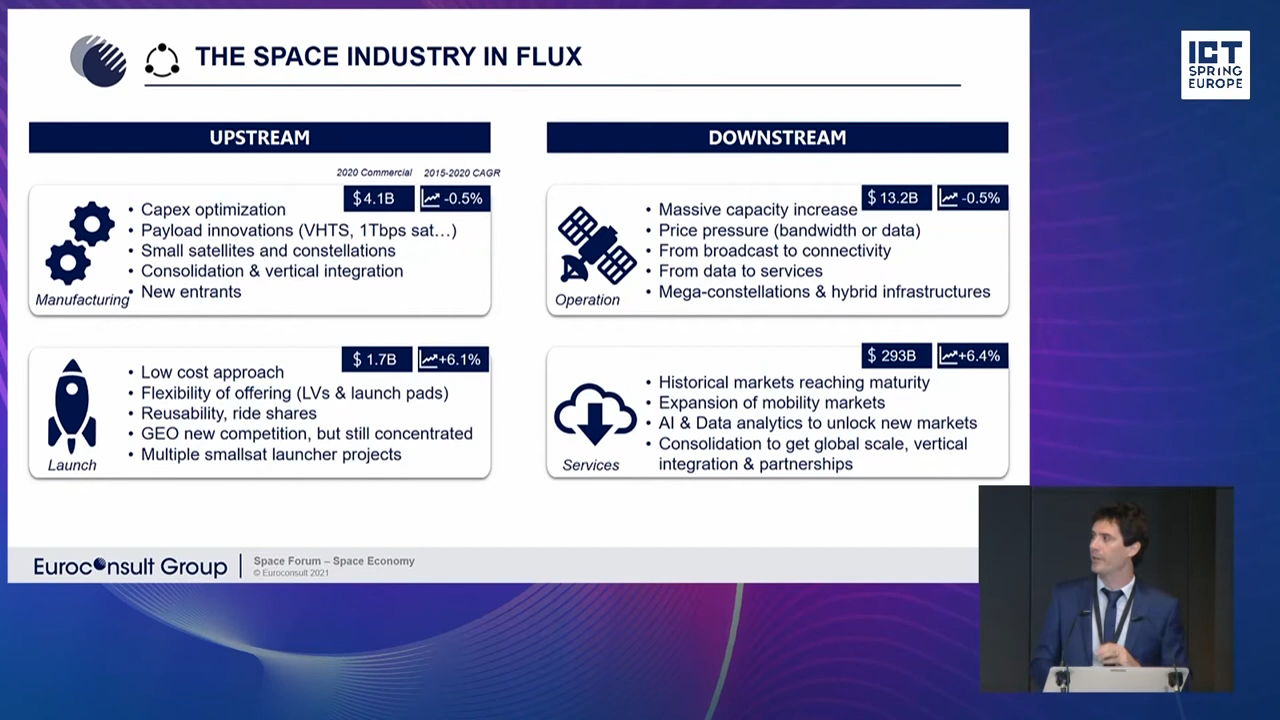 THE SPACE INDUSTRY IN FLUX
ICT
SPRING
EUROPE
UPSTREAM
2020 Commercial 2015-2020 CAGR
$ 4.1B -0.5%
• Capex optimization
• Payload innovations (VHTS, 1Tbps sat…)
• Small satellites and constellations
• Consolidation & vertical integration
• New entrants
Manufacturing
$ 1.7B +6.1%
• Low cost approach
• Flexibility of offering (LVs & launch pads)
• Reusability, ride shares
• GEO new competition, but still concentrated
• Multiple smallsat launcher projects
Launch
DOWNSTREAM
$ 13.2B -0.5%
• Massive capacity increase
• Price pressure (bandwidth or data)
• From broadcast to connectivity
• From data to services
• Mega-constellations & hybrid infrastructures
Operation
$ 293B +6.4%
• Historical markets reaching maturity
• Expansion of mobility markets
• AI & Data analytics to unlock new markets
• Consolidation to get global scale, vertical
integration & partnerships
Services
Euroconsult Group
Space Forum – Space Economy
© Euroconsult 2021